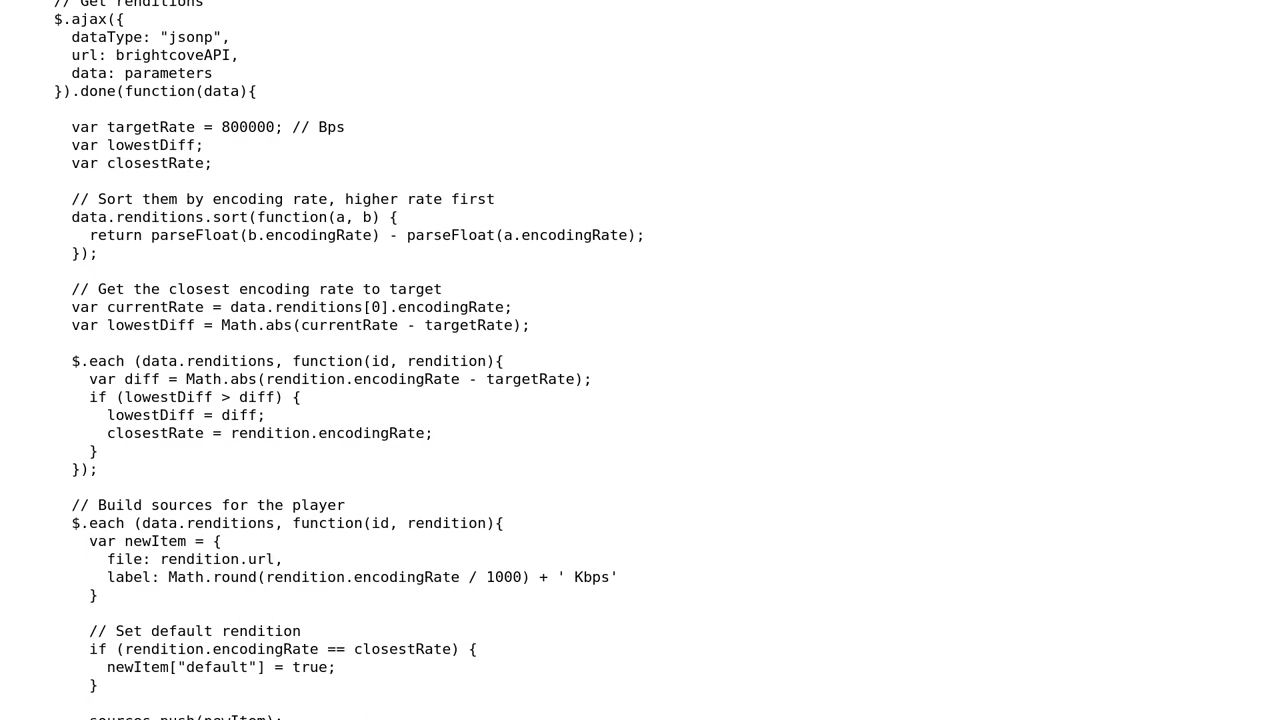 // Get renditions
$.ajax({
  dataType: "jsonp",
  url: brightcoveAPI,
  data: parameters
}).done(function(data){

  var targetRate = 800000; // Bps
  var lowestDiff;
  var closestRate;

  // Sort them by encoding rate, higher rate first
  data.renditions.sort(function(a, b) {
    return parseFloat(b.encodingRate) - parseFloat(a.encodingRate);
  });

  // Get the closest encoding rate to target
  var currentRate = data.renditions[0].encodingRate;
  var lowestDiff = Math.abs(currentRate - targetRate);

  $.each (data.renditions, function(id, rendition){
    var diff = Math.abs(rendition.encodingRate - targetRate);
    if (lowestDiff > diff) {
      lowestDiff = diff;
      closestRate = rendition.encodingRate;
    }
  });

  // Build sources for the player
  $.each (data.renditions, function(id, rendition){
    var newItem = {
      file: rendition.url,
      label: Math.round(rendition.encodingRate / 1000) + ' Kbps'
    }

    // Set default rendition
    if (rendition.encodingRate == closestRate) {
      newItem["default"] = true;
    }

    sources.push(newItem);